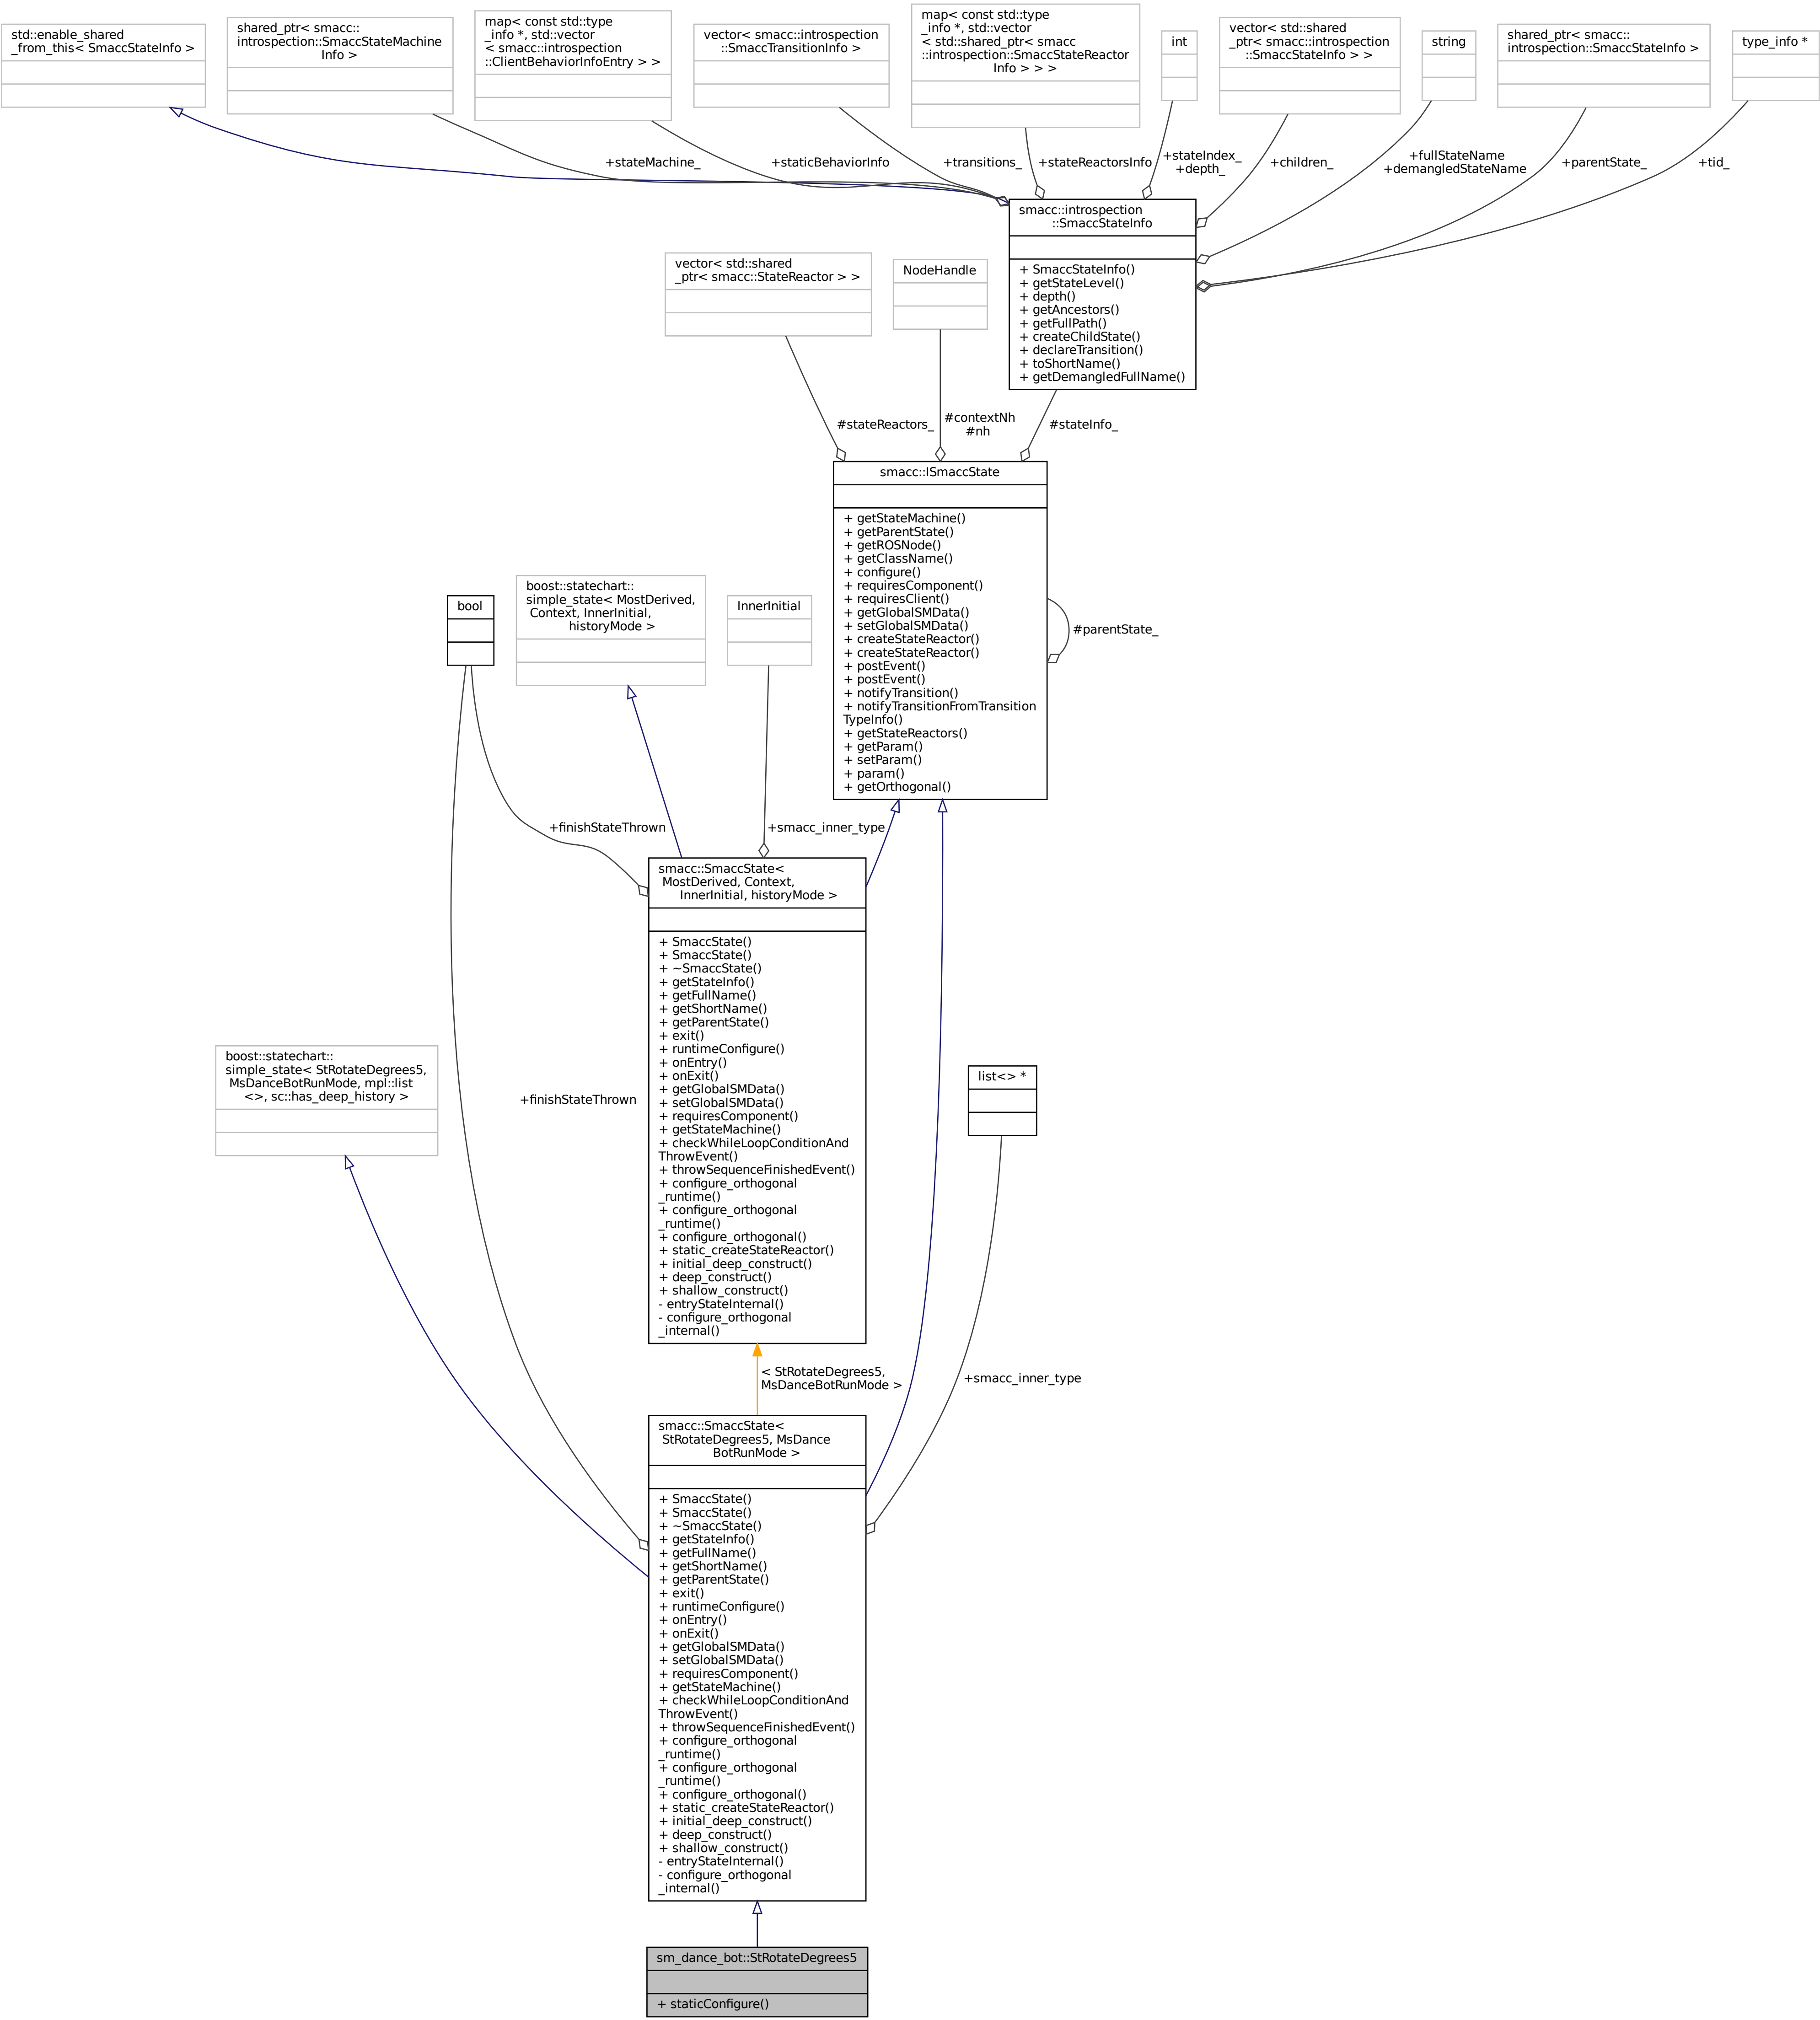 std::enable_shared
_from_this< SmaccStateInfo >
shared_ptr< smacc::
introspection::SmaccStateMachine
Info >
map< const std::type
_info *, std::vector
< smacc::introspection
::ClientBehaviorInfoEntry > >
vector< smacc::introspection
::SmaccTransitionInfo >
map< const std::type
_info *, std::vector
< std::shared_ptr< smacc
::introspection::SmaccStateReactor
Info > > >
int
vector< std::shared
_ptr< smacc::introspection
::SmaccStateInfo > >
string
shared_ptr< smacc::
introspection::SmaccStateInfo >
type_info *
+stateMachine_
+staticBehaviorInfo
+transitions_
+stateReactorsInfo
+stateIndex_
+depth_
+children_
+fullStateName
+demangledStateName
+parentState_
+tid_
smacc::introspection
::SmaccStateInfo
+ SmaccStateInfo()
+ getStateLevel()
+ depth()
+ getAncestors()
+ getFullPath()
+ createChildState()
+ declareTransition()
+ toShortName()
+ getDemangledFullName()
vector< std::shared
_ptr< smacc::StateReactor > >
NodeHandle
#stateReactors_
#contextNh
#nh
#stateInfo_
smacc::ISmaccState
+ getStateMachine()
+ getParentState()
+ getROSNode()
+ getClassName()
+ configure()
+ requiresComponent()
+ requiresClient()
+ getGlobalSMData()
+ setGlobalSMData()
+ createStateReactor()
+ createStateReactor()
+ postEvent()
+ postEvent()
+ notifyTransition()
+ notifyTransitionFromTransition
TypeInfo()
+ getStateReactors()
+ getParam()
+ setParam()
+ param()
+ getOrthogonal()
#parentState_
bool
boost::statechart::
simple_state< MostDerived,
Context, InnerInitial,
historyMode >
InnerInitial
+finishStateThrown
+smacc_inner_type
smacc::SmaccState<
MostDerived, Context,
InnerInitial, historyMode >
+ SmaccState()
+ SmaccState()
+ ~SmaccState()
+ getStateInfo()
+ getFullName()
+ getShortName()
+ getParentState()
+ exit()
+ runtimeConfigure()
+ onEntry()
+ onExit()
+ getGlobalSMData()
+ setGlobalSMData()
+ requiresComponent()
+ getStateMachine()
+ checkWhileLoopConditionAnd
ThrowEvent()
+ throwSequenceFinishedEvent()
+ configure_orthogonal
_runtime()
+ configure_orthogonal
_runtime()
+ configure_orthogonal()
+ static_createStateReactor()
+ initial_deep_construct()
+ deep_construct()
+ shallow_construct()
- entryStateInternal()
- configure_orthogonal
_internal()
boost::statechart::
simple_state< StRotateDegrees5,
MsDanceBotRunMode, mpl::list
<>, sc::has_deep_history >
+finishStateThrown
list<> *
< StRotateDegrees5,
MsDanceBotRunMode >
+smacc_inner_type
smacc::SmaccState<
StRotateDegrees5, MsDance
BotRunMode >
+ SmaccState()
+ SmaccState()
+ ~SmaccState()
+ getStateInfo()
+ getFullName()
+ getShortName()
+ getParentState()
+ exit()
+ runtimeConfigure()
+ onEntry()
+ onExit()
+ getGlobalSMData()
+ setGlobalSMData()
+ requiresComponent()
+ getStateMachine()
+ checkWhileLoopConditionAnd
ThrowEvent()
+ throwSequenceFinishedEvent()
+ configure_orthogonal
_runtime()
+ configure_orthogonal
_runtime()
+ configure_orthogonal()
+ static_createStateReactor()
+ initial_deep_construct()
+ deep_construct()
+ shallow_construct()
- entryStateInternal()
- configure_orthogonal
_internal()
sm_dance_bot::StRotateDegrees5
+ staticConfigure()